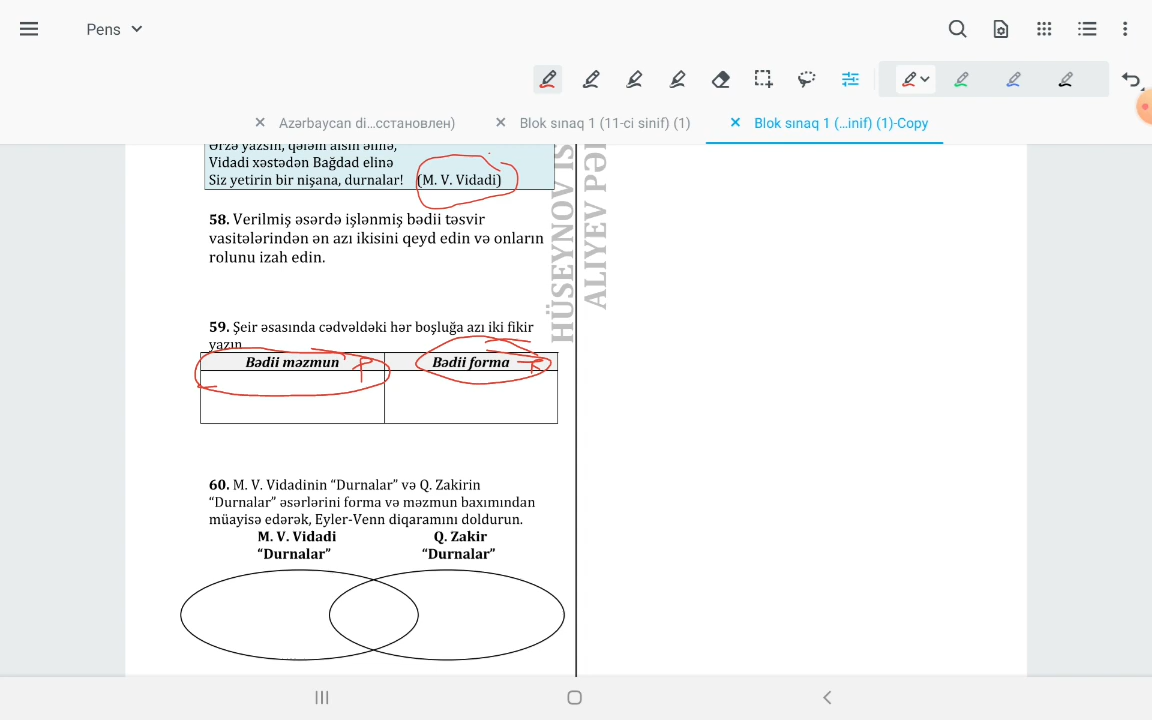 Pens
Azərbaycan di...сстановлен)
Blok sınaq 1 (11-ci sinif) (1)
Blok sınaq 1 (...inif) (1)-Copy
Ərzə yazsın, qələm alsın əlinə,
Vidadi xəstədən Bağdad elinə
Siz yetirin bir nişana, durnalar! (M. V. Vidadi)
58. Verilmiş əsərdə işlənmiş bədii təsvir
vasitələrindən ən azı ikisini qeyd edin və onların
rolunu izah edin.
59. Şeir əsasında cədvəldəki hər boşluğa azı iki fikir
yazın
Bədii məzmun
Bədii forma
60. M. V. Vidadinin “Durnalar” və Q. Zakirin
“Durnalar” əsərlərini forma və məzmun baxımından
müayisə edərək, Eyler-Venn diqaramını doldurun.
M. V. Vidadi
“Durnalar”
Q. Zakir
“Durnalar”
HÜSEYNOV
ALIYEV